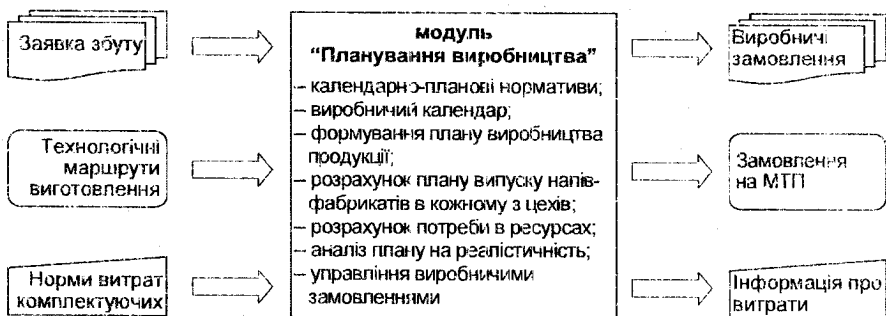 Заявка збуту
Технологічні
маршрути
виготовлення
Норми витрат
комплектуючих
модуль
“Планування виробництва”
– календарно-планові нормативи;
– виробничий календар;
– формування плану виробництва
продукції;
– розрахунок плану випуску напів-
фабрикатів в кожному з цехів;
– розрахунок потреби в ресурсах;
– аналіз плану на реалістичність;
– управління виробничими
замовленнями
Виробничі
замовлення
Замовлення
на МТП
Інформація про
витрати